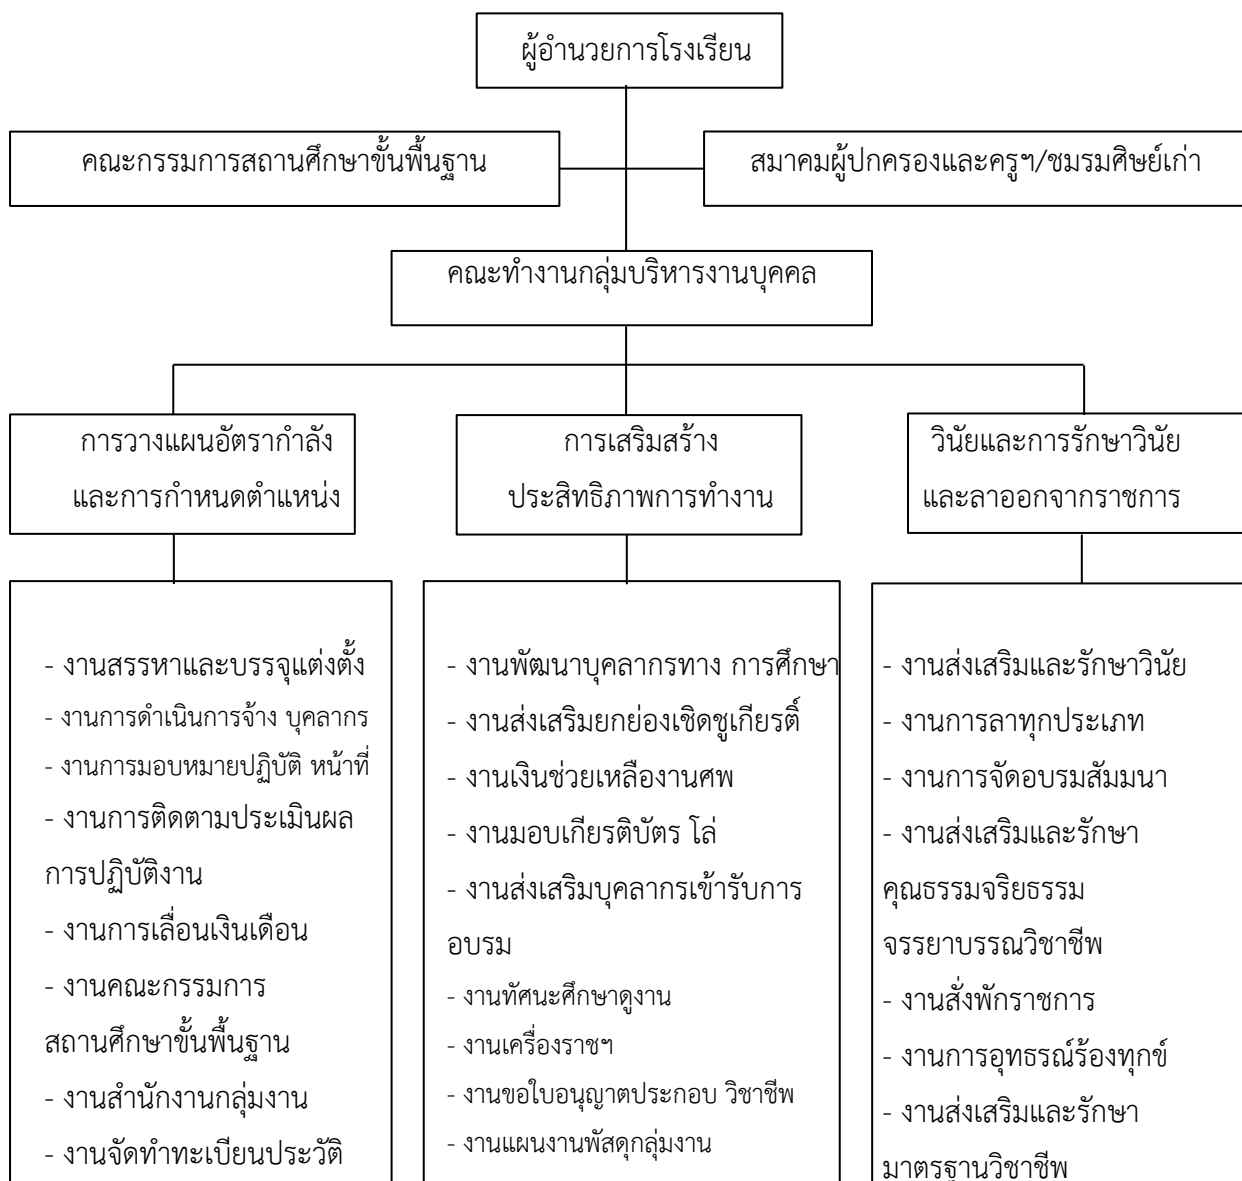 ผู้อำนวยการโรงเรียน
คณะกรรมการสถานศึกษาขั้นพื้นฐาน
สมาคมผู้ปกครองและครูฯ/ชมรมศิษย์เก่า
คณะทำงานกลุ่มบริหารงานบุคคล
การวางแผนอัตรากำลัง
และการกำหนดตำแหน่ง
การเสริมสร้าง
ประสิทธิภาพการทำงาน
วินัยและการรักษาวินัย
และลาออกจากราชการ
- งานสรรหาและบรรจุแต่งตั้ง
- งานการดำเนินการจ้าง บุคลากร
- งานการมอบหมายปฏิบัติ หน้าที่
- งานการติดตามประเมินผล
การปฏิบัติงาน
- งานการเลื่อนเงินเดือน
- งานคณะกรรมการ
สถานศึกษาขั้นพื้นฐาน
- งานสำนักงานกลุ่มงาน
- งานจัดทำทะเบียนประวัติ
- งานพัฒนาบุคลากรทาง การศึกษา
- งานส่งเสริมยกย่องเชิดชูเกียรติ์
- งานเงินช่วยเหลืองานศพ
- งานมอบเกียรติบัตร โล่
- งานส่งเสริมบุคลากรเข้ารับการ
อบรม
- งานทัศนะศึกษาดูงาน
- งานเครื่องราชฯ
- งานขอใบอนุญาตประกอบ วิชาชีพ
- งานแผนงานพัสดุกลุ่มงาน
- งานส่งเสริมและรักษาวินัย
- งานการลาทุกประเภท
- งานการจัดอบรมสัมมนา
- งานส่งเสริมและรักษา
คุณธรรมจริยธรรม
จรรยาบรรณวิชาชีพ
- งานสั่งพักราชการ
- งานการอุทธรณ์ร้องทุกข์
- งานส่งเสริมและรักษา
มาตรฐานวิชาชีพ